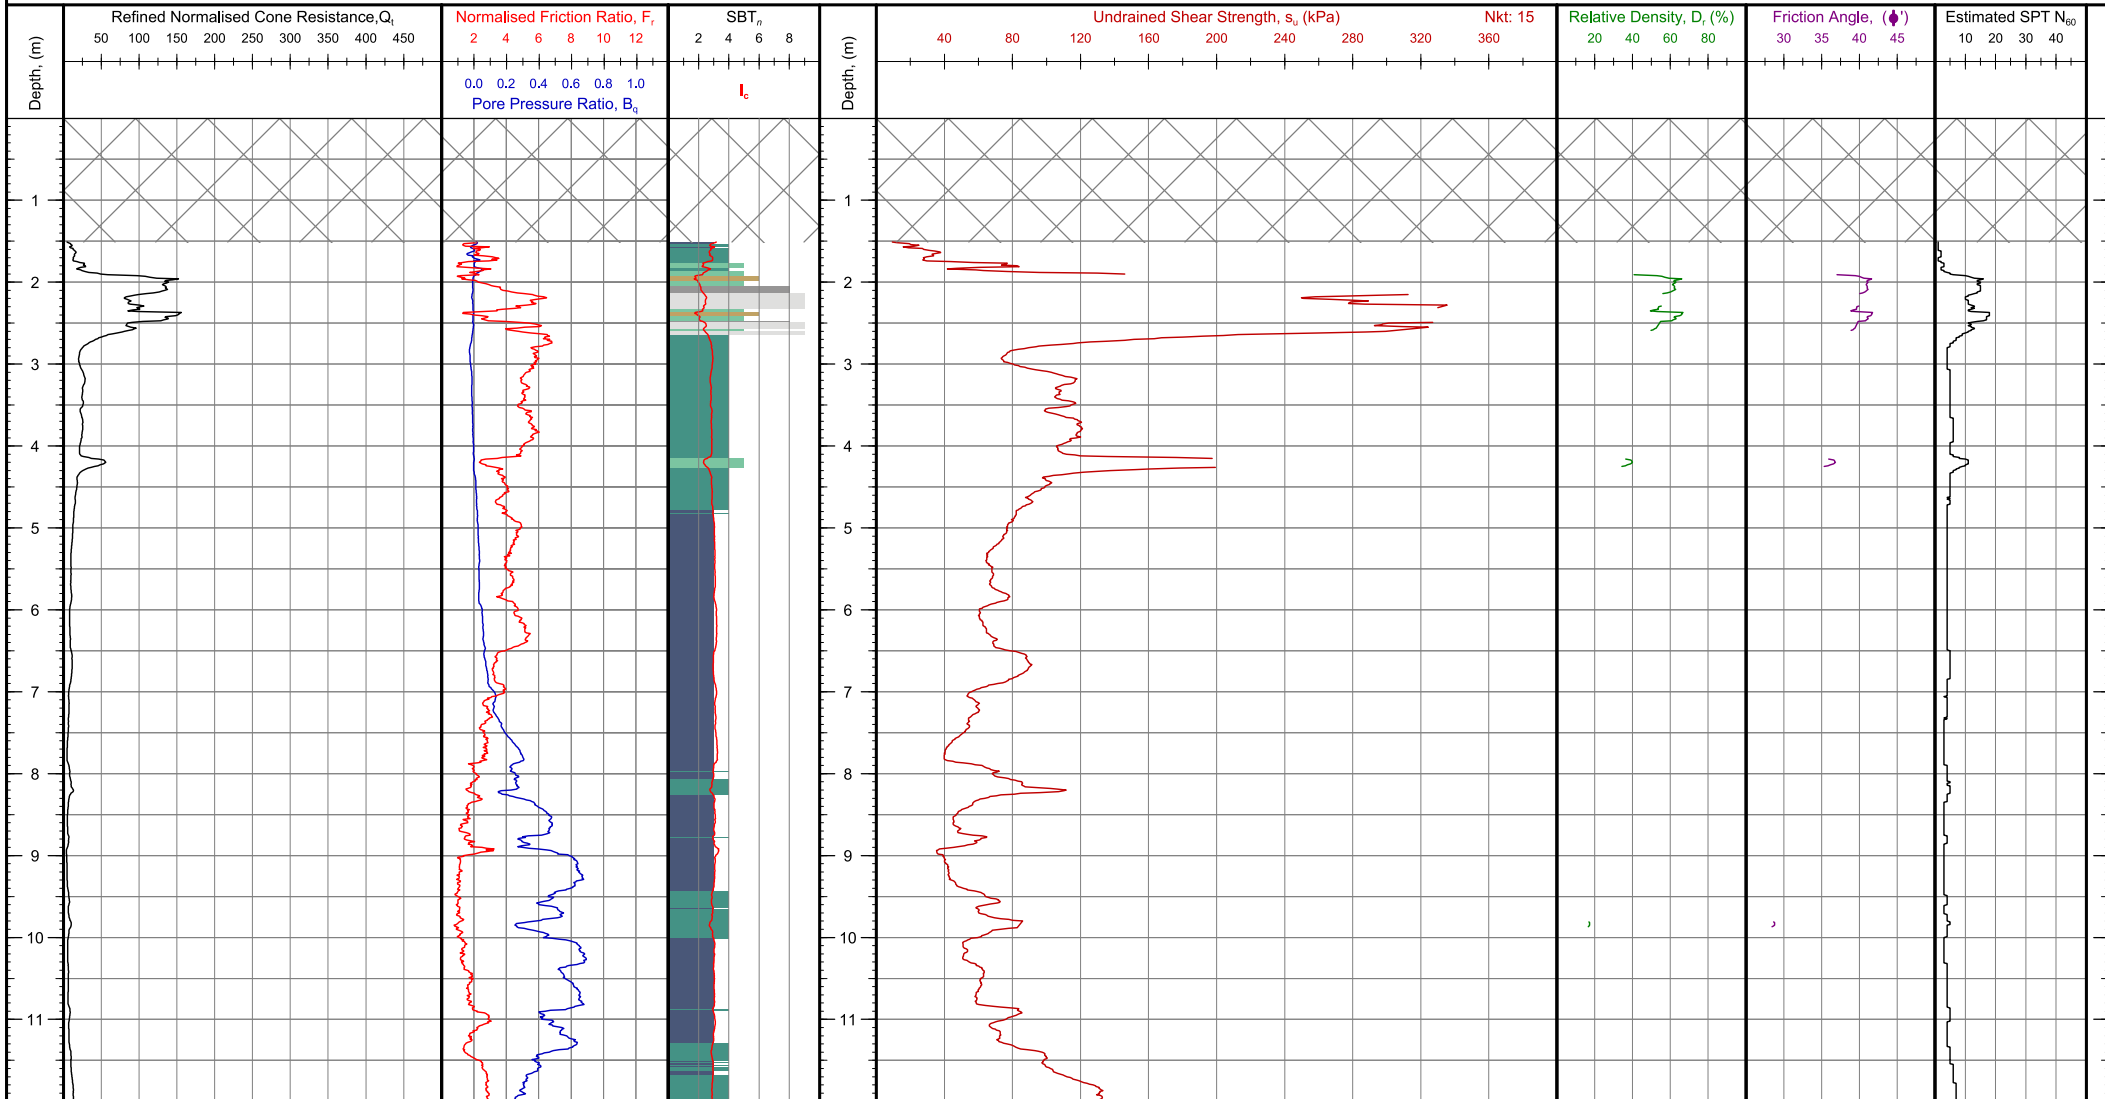 Refined Normalised Cone Resistance,Qt
Normalised Friction Ratio, Fr
SBTn
Undrained Shear Strength, su (kPa)
Nkt: 15
Relative Density, Dr (%)
Friction Angle, (ϕ')
Estimated SPT N60
50 100 150 200 250 300 350 400 450
2 4 6 8 10 12
2 4 6 8
40 80 120 160 200 240 280 320 360
20 40 60 80
30 35 40 45
10 20 30 40
Depth, (m)
0.0 0.2 0.4 0.6 0.8 1.0
Pore Pressure Ratio, Bq
Ic
Depth, (m)
1 1
2 2
3 3
4 4
5 5
6 6
7 7
8 8
9 9
10 10
11 11